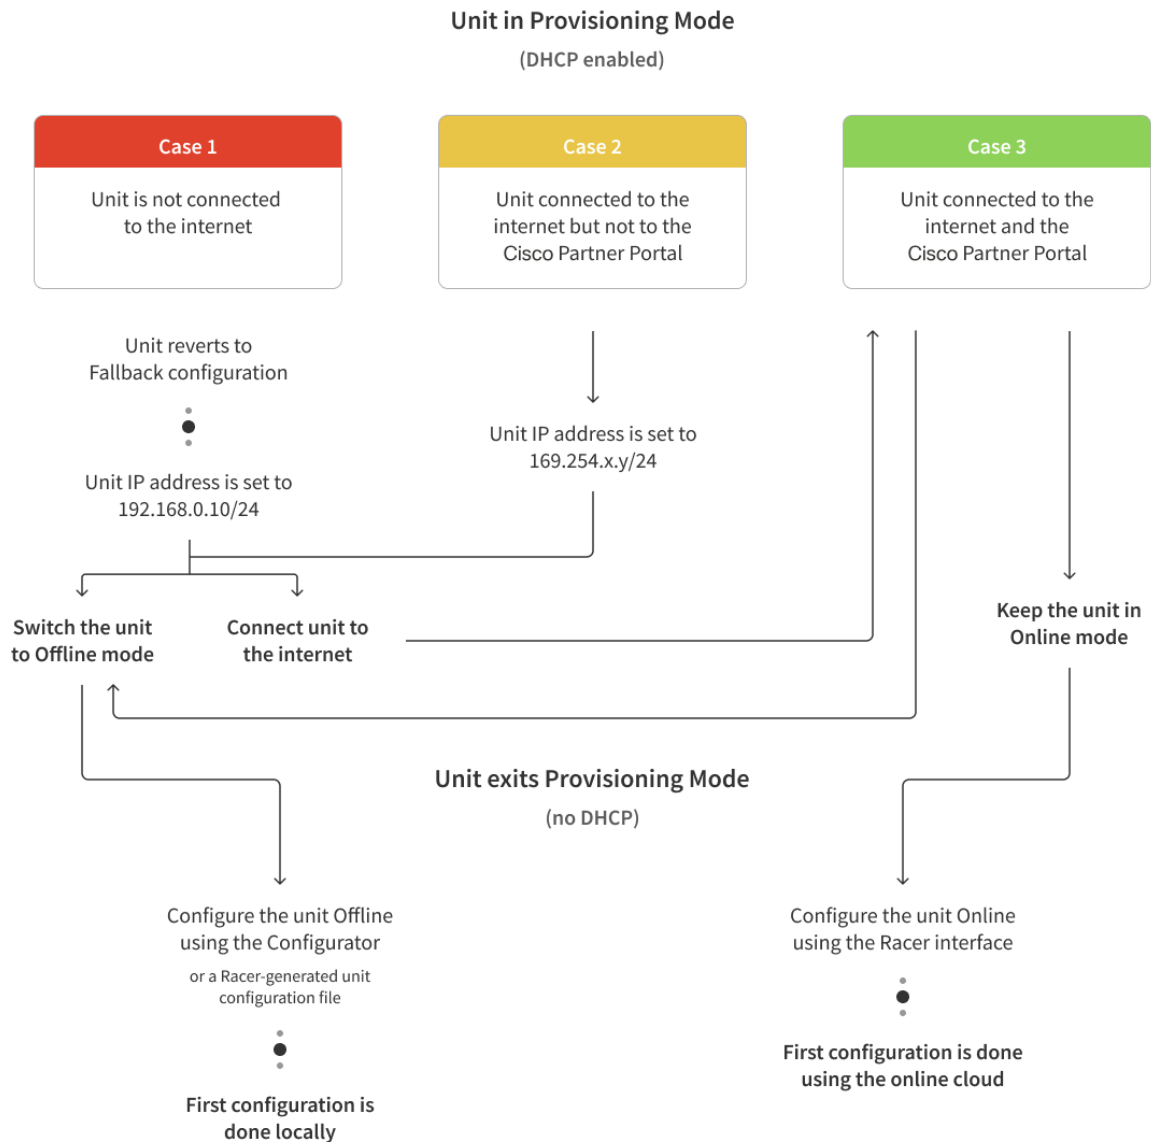 Unit in Provisioning Mode
(DHCP enabled)
Case 1
Unit is not connected
to the internet
Case 2
Unit connected to the
internet but not to the
Cisco Partner Portal
Case 3
Unit connected to the
internet and the
Cisco Partner Portal
Unit reverts to
Fallback configuration
Unit IP address is set to
192.168.0.10/24
Unit IP address is set to
169.254.x.y/24
Switch the unit
to Offline mode
Connect unit to
the internet
Keep the unit in
Online mode
Unit exits Provisioning Mode
(no DHCP)
Configure the unit Offline
using the Configurator
or a Racer-generated unit
configuration file
First configuration is
done locally
Configure the unit Online
using the Racer interface
First configuration is done
using the online cloud